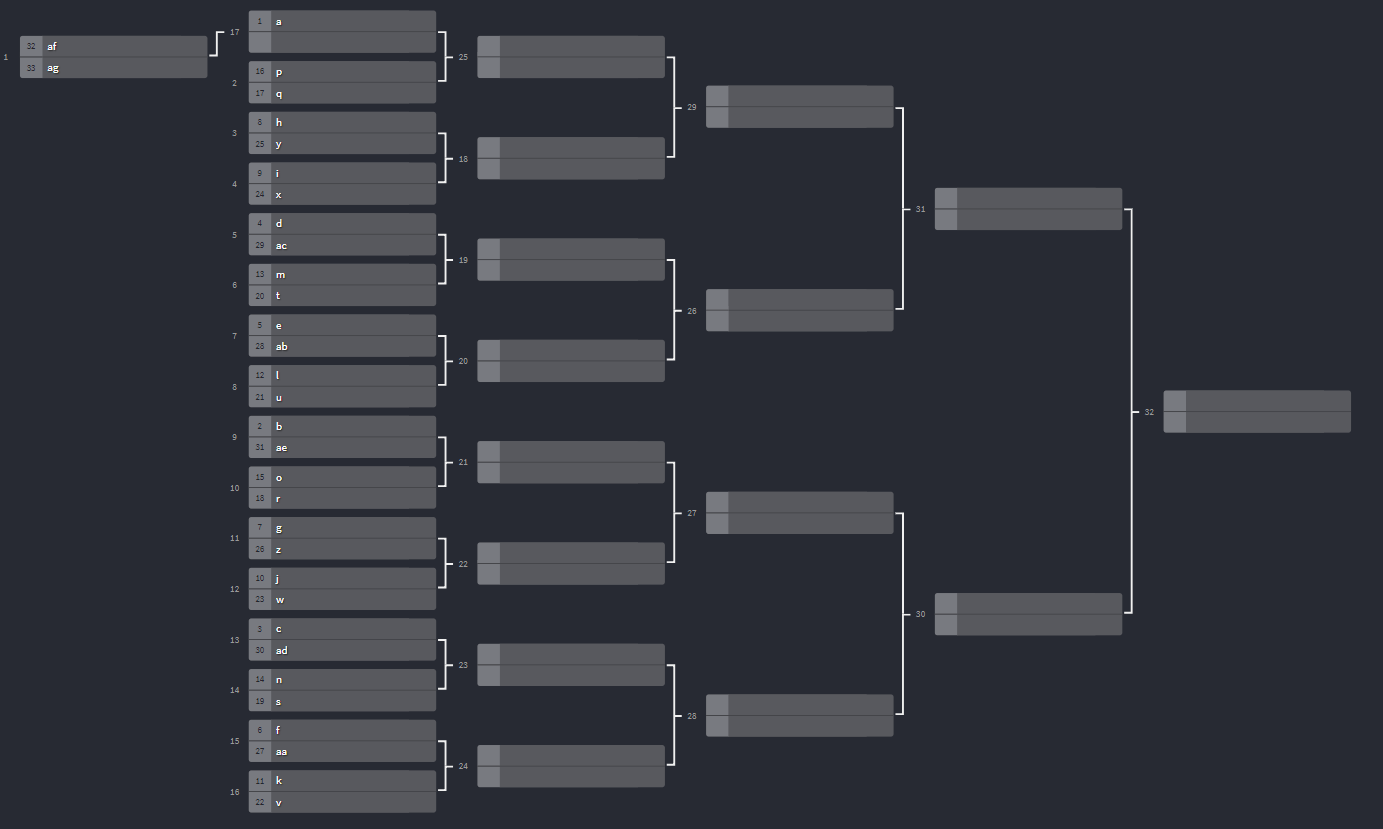 1 32 af
33 ag
17 1 a
2 16 p
17 q
3 8 h
25 y
4 9 i
24 x
5 4 d
29 ac
6 13 m
20 t
7 5 e
28 ab
8 12 l
21 u
9 2 b
31 ae
10 15 o
18 r
11 7 g
26 z
12 10 j
23 w
13 3 c
30 ad
14 14 n
19 s
15 6 f
27 aa
16 11 k
22 v
25
18
19
20
21
22
23
24
29
26
27
28
31
30
32